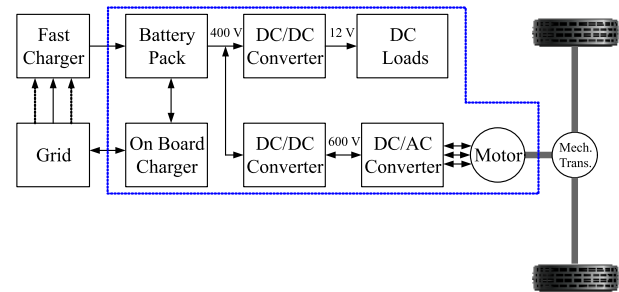 Fast
Charger
Battery
Pack
400 V
DC/DC
Converter
12 V
DC
Loads
Grid
On Board
Charger
DC/DC
Converter
600 V
DC/AC
Converter
Motor
Mech.
Trans.